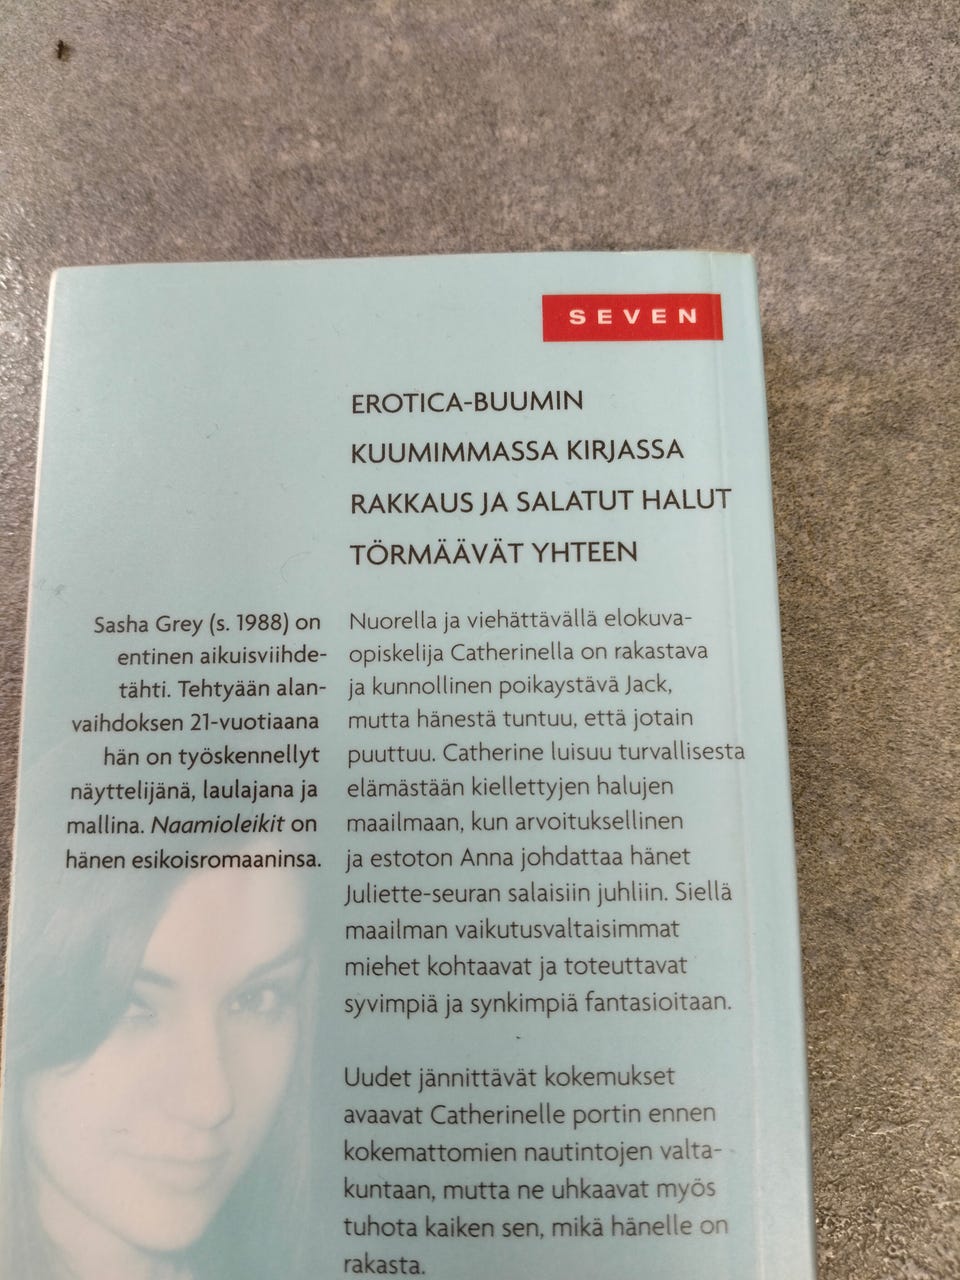 SEVEN
EROTICA-BUUMIN
KUUMIMMASSA KIRJASSA
RAKKAUS JA SALATUT HALUT
TÖRMÄÄVÄT YHTEEN
Sasha Grey (s. 1988) on
entinen aikuisviihde-
tähti. Tehtyään alan-
vaihdoksen 21-vuotiaana
hän on työskennellyt
näyttelijänä, laulajana ja
mallina. Naamioleikit on
hänen esikoisromaaninsa.
Nuorella ja viehättävällä elokuva-
opiskelija Catherinella on rakastava
ja kunnollinen poikaystävä Jack,
mutta hänestä tuntuu, että jotain
puuttuu. Catherine luisuu turvallisesta
elämästään kiellettyjen halujen
maailmaan, kun arvoituksellinen
ja estoton Anna johdattaa hänet
Juliette-seuran salaisiin juhliin. Siellä
maailman vaikutusvaltaisimmat
miehet kohtaavat ja toteuttavat
syvimpiä ja synkimpiä fantasioitaan.
Uudet jännittävät kokemukset
avaavat Catherinelle portin ennen
kokemattomien nautintojen valta-
kuntaan, mutta ne uhkaavat myös
tuhota kaiken sen, mikä hänelle on
rakasta.